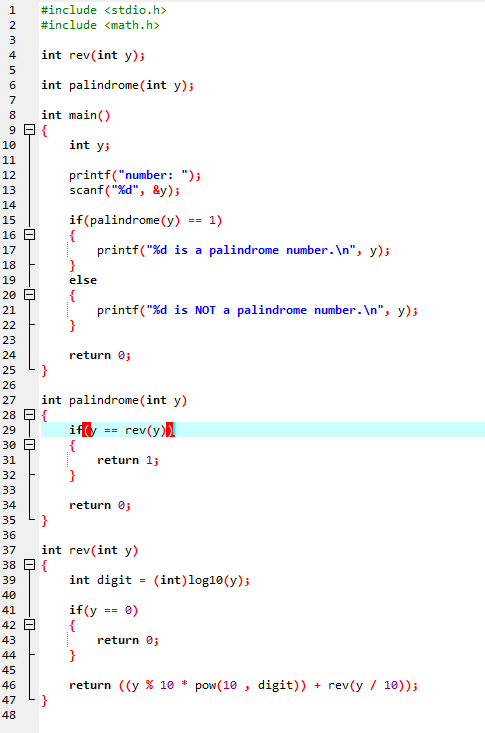 1 #include <stdio.h>
2 #include <math.h>
3
4 int rev(int y);
5
6 int palindrome(int y);
7
8 int main()
9 {
10     int y;
11
12     printf("number: ");
13     scanf("%d", &y);
14
15     if(palindrome(y) == 1)
16     {
17         printf("%d is a palindrome number.\n", y);
18     }
19     else
20     {
21         printf("%d is NOT a palindrome number.\n", y);
22     }
23
24     return 0;
25 }
26
27 int palindrome(int y)
28 {
29     if(y == rev(y))
30     {
31         return 1;
32     }
33
34     return 0;
35 }
36
37 int rev(int y)
38 {
39     int digit = (int)log10(y);
40
41     if(y == 0)
42     {
43         return 0;
44     }
45
46     return ((y % 10 * pow(10 , digit)) + rev(y / 10));
47 }
48